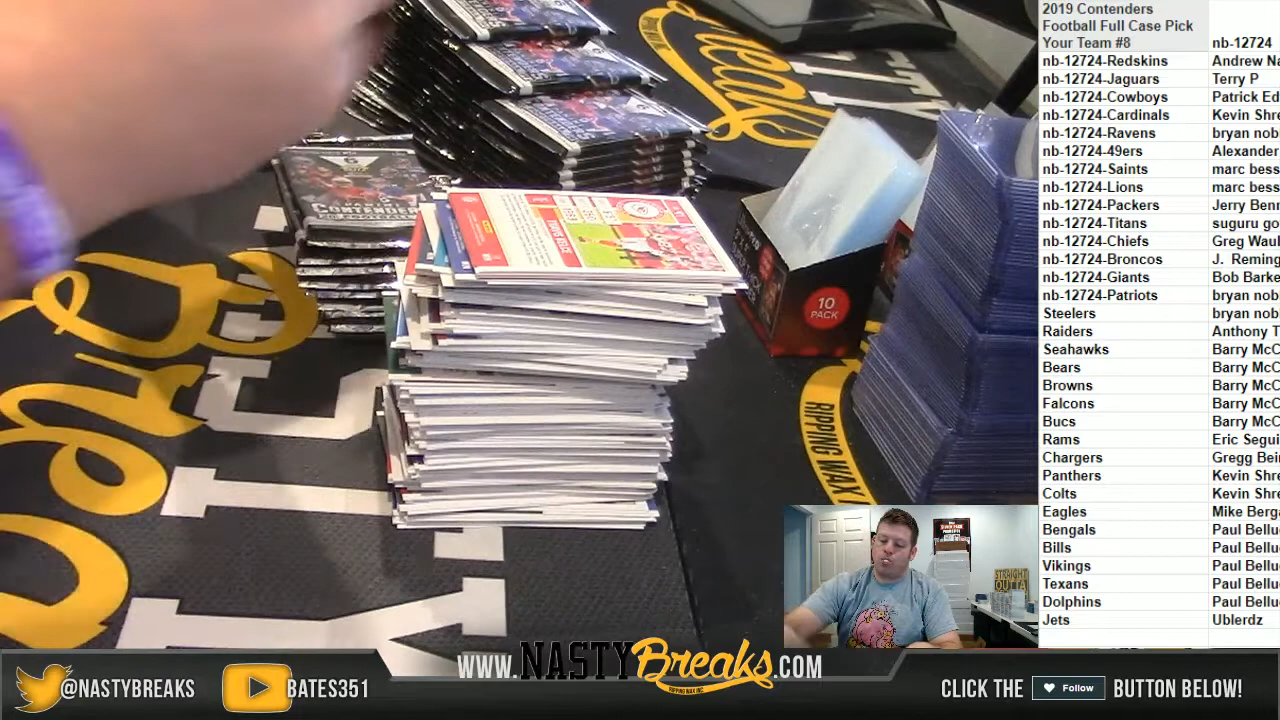 2019 Contenders
Football Full Case Pick
Your Team #8 nb-12724
nb-12724-Redskins Andrew Na
nb-12724-Jaguars Terry P
nb-12724-Cowboys Patrick Ed
nb-12724-Cardinals Kevin Shre
nb-12724-Ravens bryan nob
nb-12724-49ers Alexander
nb-12724-Saints marc bess
nb-12724-Lions marc bess
nb-12724-Packers Jerry Benn
nb-12724-Titans suguru go
nb-12724-Chiefs Greg Waul
nb-12724-Broncos J. Reming
nb-12724-Giants Bob Barke
nb-12724-Patriots bryan nob
Steelers bryan nob
Raiders Anthony T
Seahawks Barry McC
Bears Barry McC
Browns Barry McC
Falcons Barry McC
Bucs Barry McC
Rams Eric Segui
Chargers Gregg Bei
Panthers Kevin Shre
Colts Kevin Shre
Eagles Mike Berga
Bengals Paul Bellu
Bills Paul Bellu
Vikings Paul Bellu
Texans Paul Bellu
Dolphins Paul Bellu
Jets Ublerdz
10
PACK
RIPPING WAX
STRAIGHT
OUTTA
@NASTYBREAKS
BATES351
WWW.NASTYBreaks.COM
RIPPING WAX INC
CLICK THE Follow BUTTON BELOW!